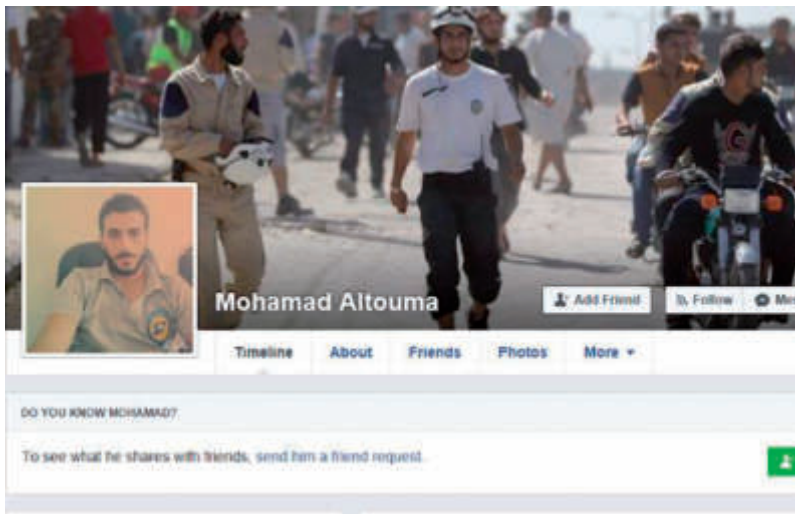 Mohamad Altouma
Add Friend
Follow
Timeline
About
Friends
Photos
More
DO YOU KNOW MOHAMAD?
To see what he shares with friends, send him a friend request.